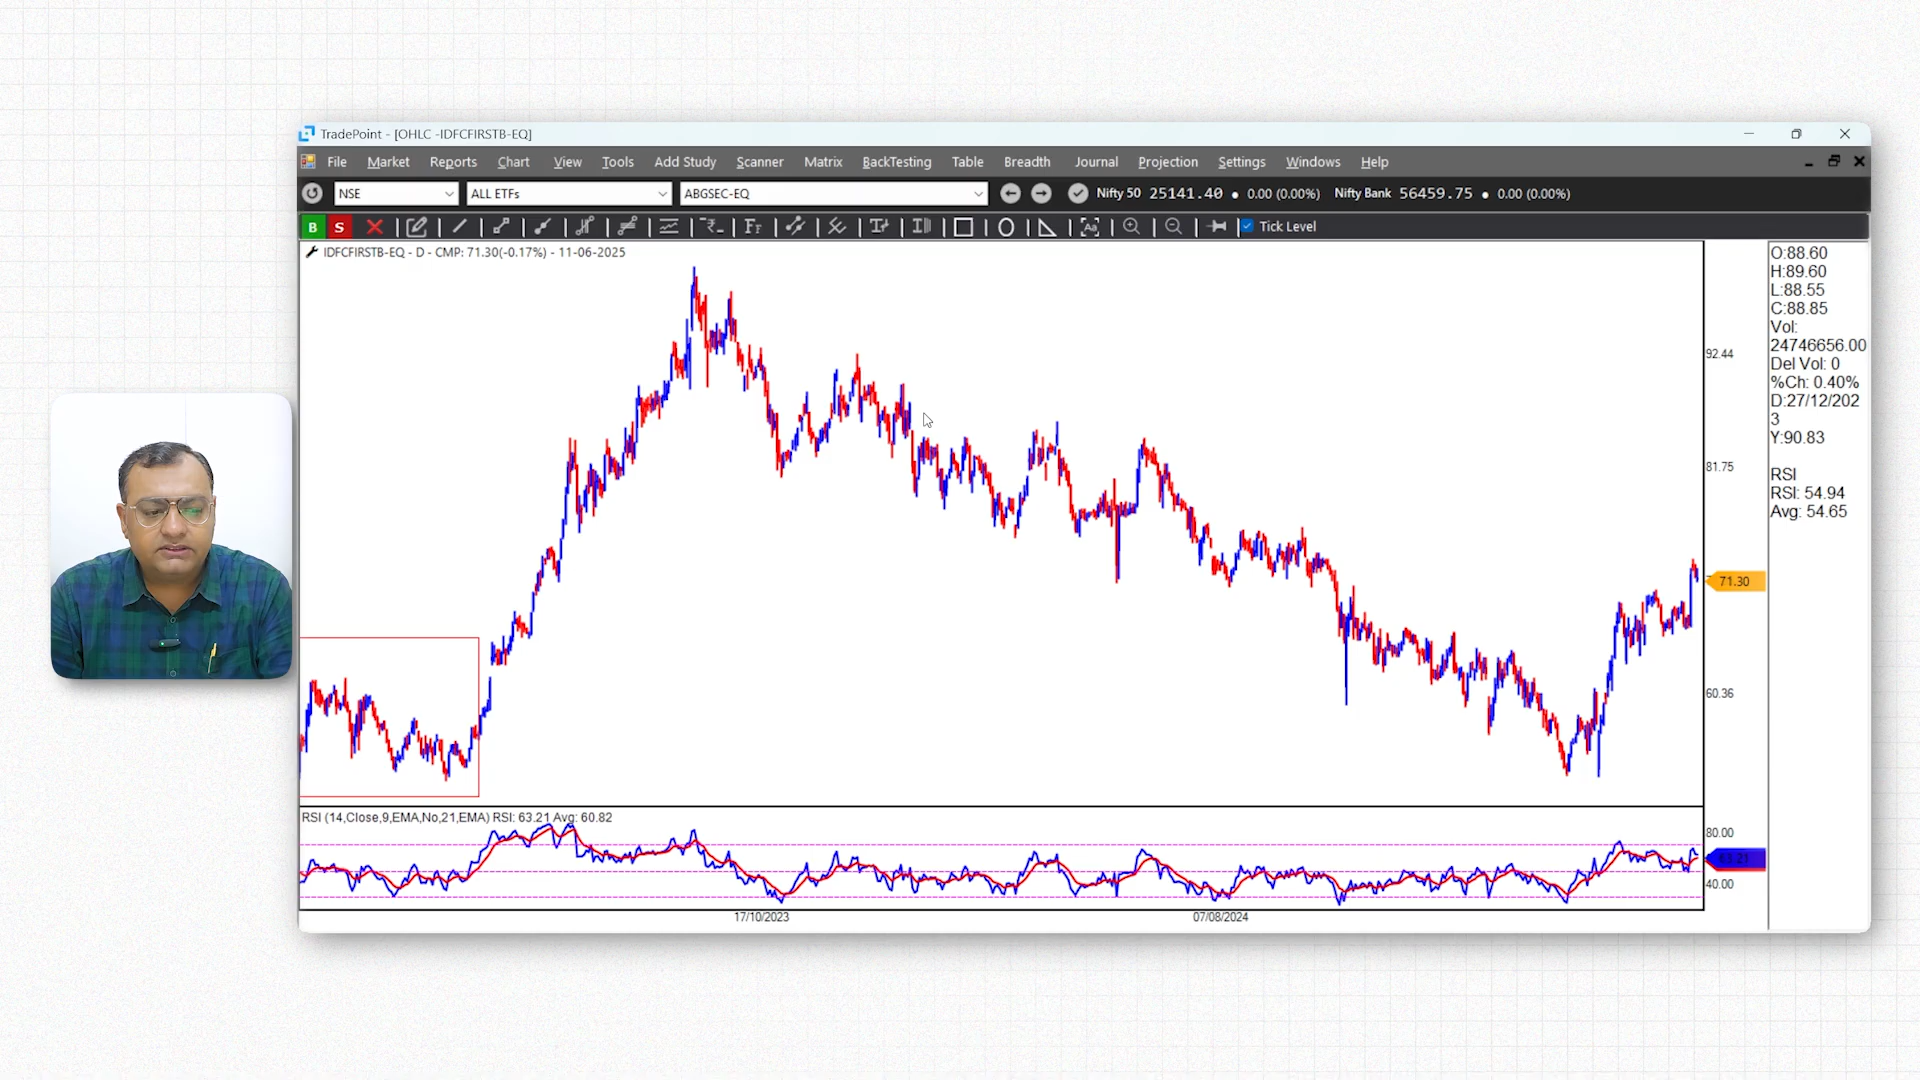 TradePoint - [OHLC -IDFCFIRSTB-EQ]
File Market Reports Chart View Tools Add Study Scanner Matrix BackTesting Table Breadth Journal Projection Settings Windows Help
NSE ALL ETFs ABGSEC-EQ Nifty 50 25141.40 • 0.00 (0.00%) Nifty Bank 56459.75 • 0.00 (0.00%)
B S Tick Level
IDFCFIRSTB-EQ - D - CMP: 71.30(-0.17%) - 11-06-2025
O:88.60
H:89.60
L:88.55
C:88.85
Vol:
24746656.00
Del Vol: 0
%Ch: 0.40%
D:27/12/202
3
Y:90.83
RSI
RSI: 54.94
Avg: 54.65
92.44
81.75
71.30
60.36
RSI (14,Close,9,EMA,No,21,EMA) RSI: 63.21 Avg: 60.82
80.00
63.21
40.00
17/10/2023
07/08/2024